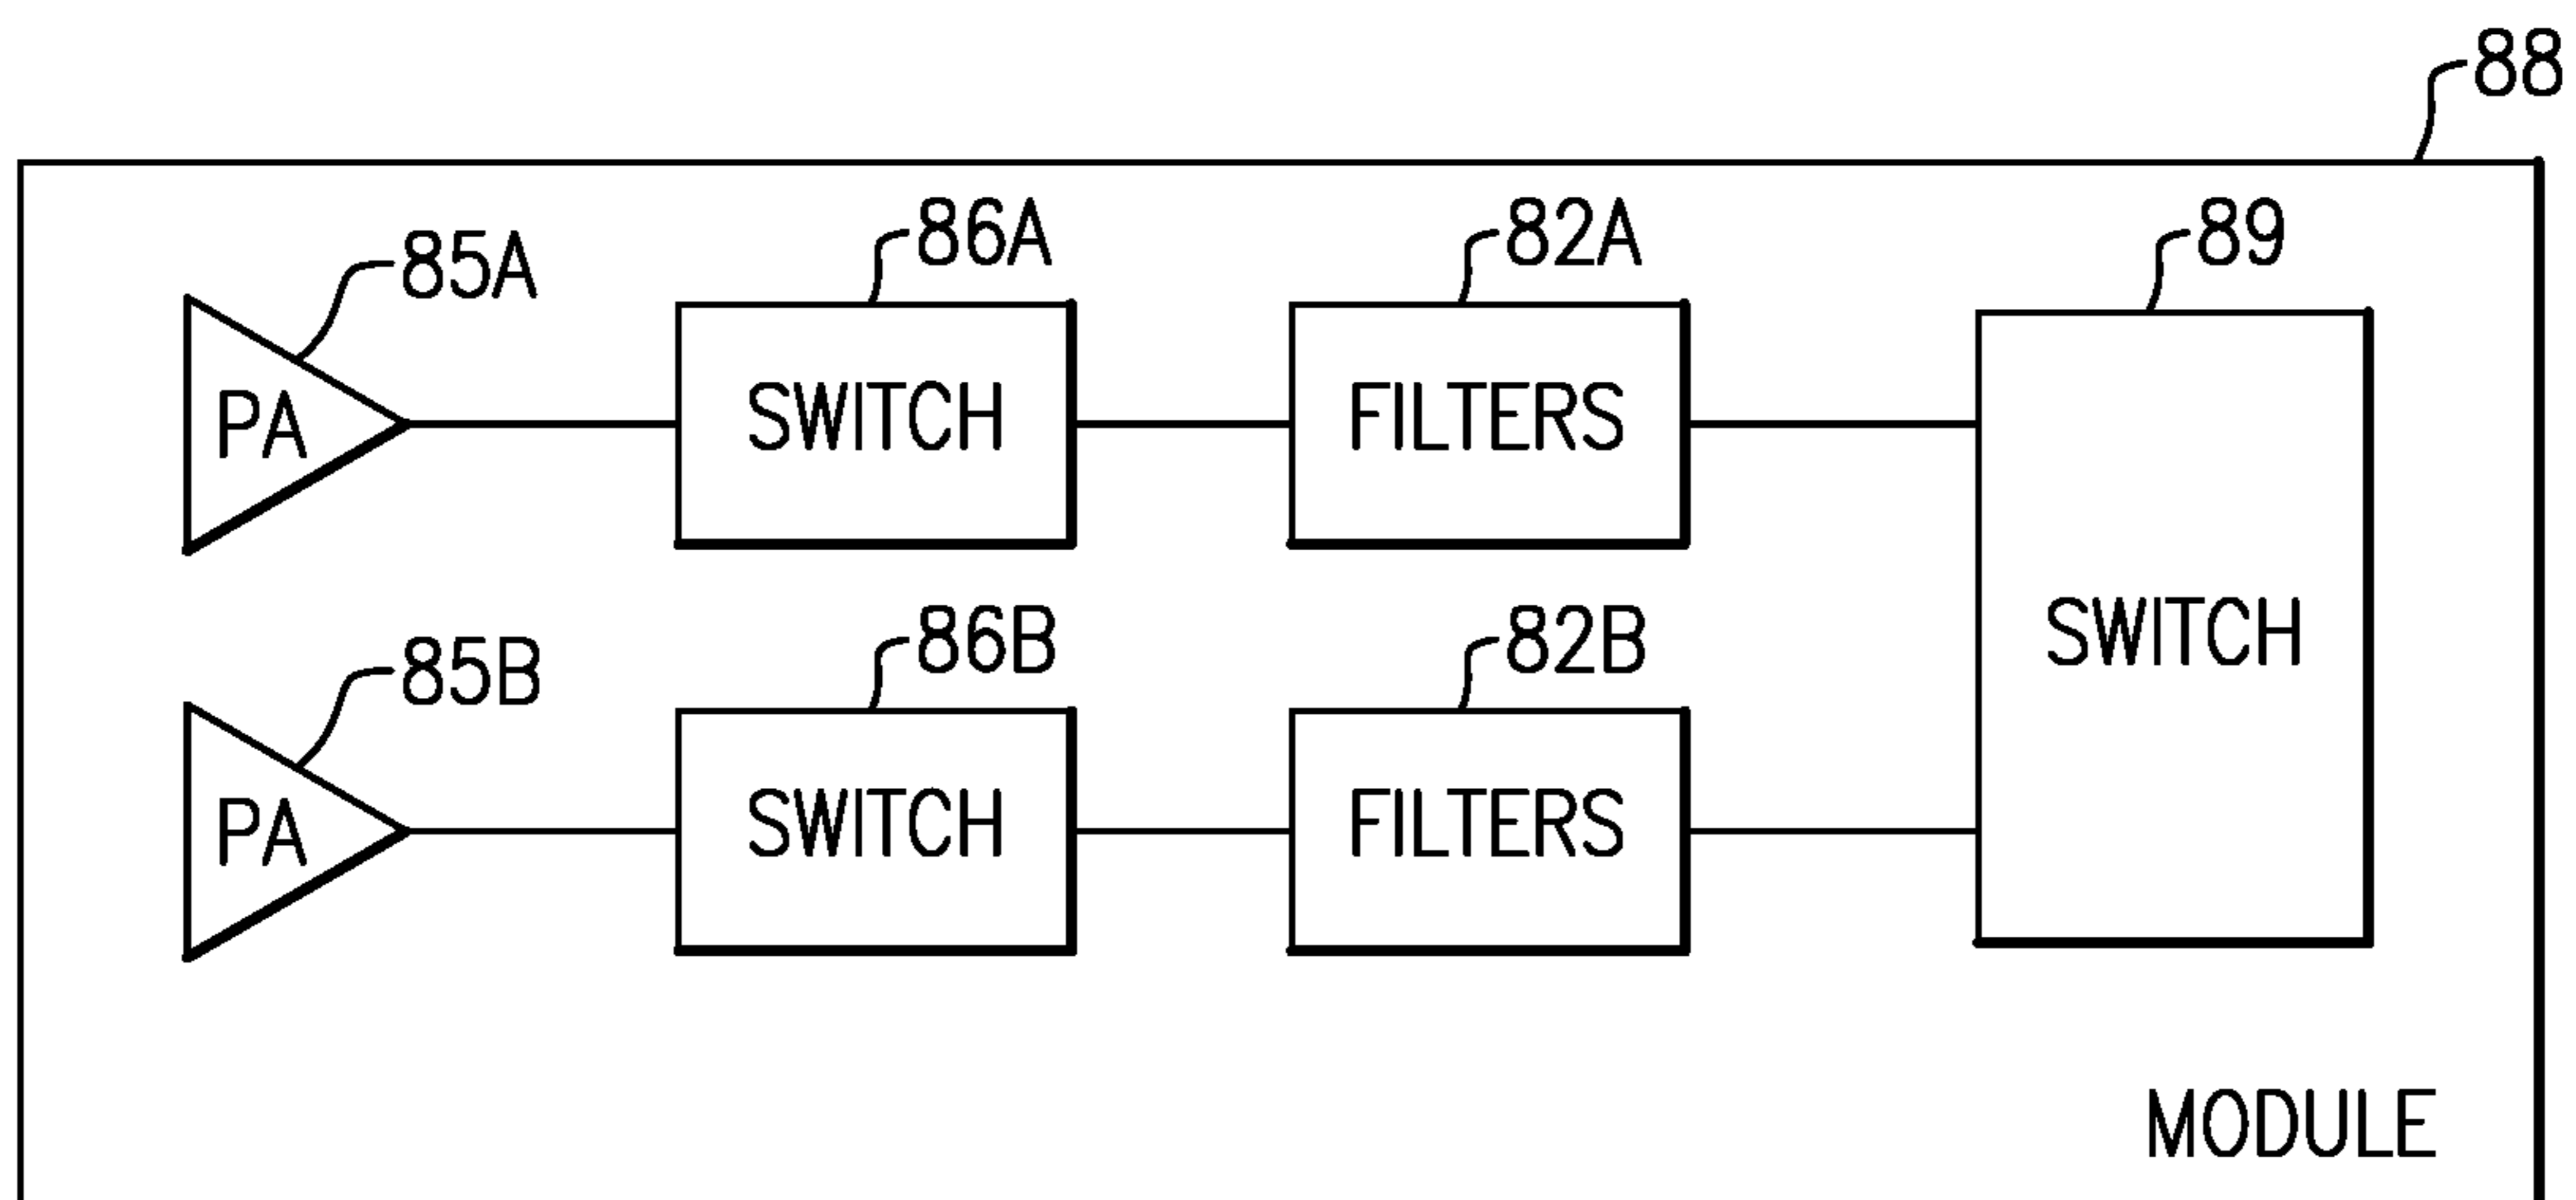 88
85A
86A
82A
89
PA
SWITCH
FILTERS
SWITCH
85B
86B
82B
PA
SWITCH
FILTERS
MODULE